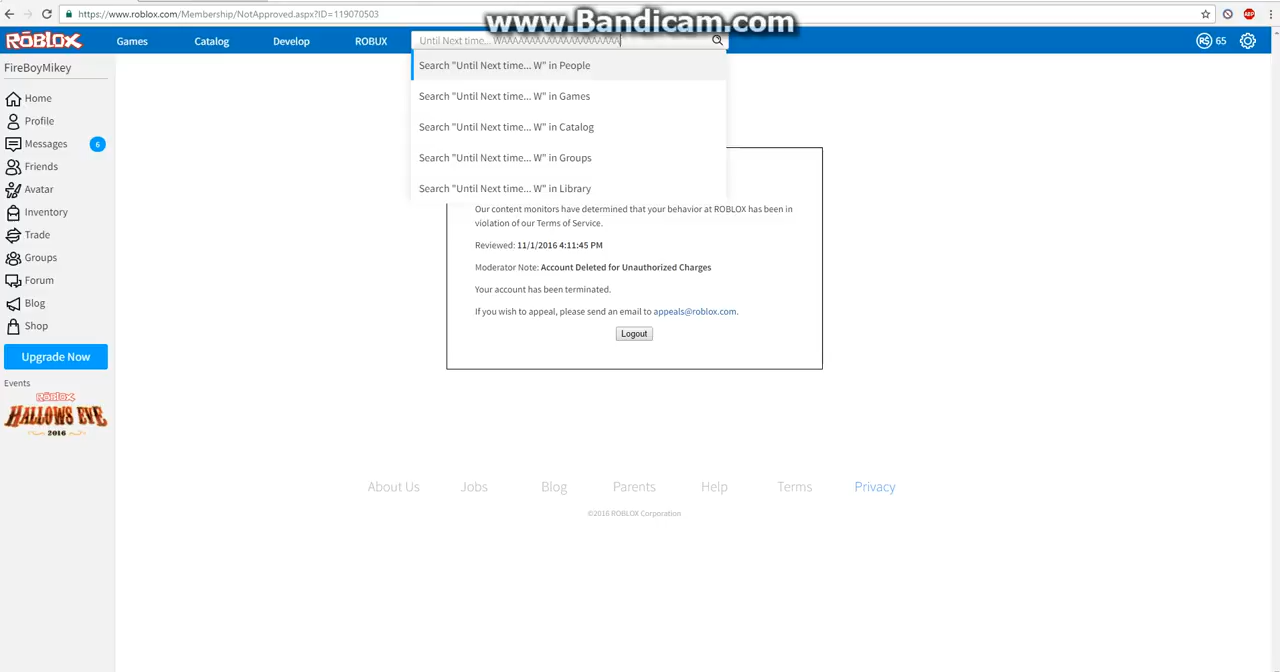 https://www.roblox.com/Membership/NotApproved.aspx?ID=119070503
www.Bandicam.com
ROBLOX Games Catalog Develop ROBUX
R$ 65
FireBoyMikey
Home
Profile
Messages 6
Friends
Avatar
Inventory
Trade
Groups
Forum
Blog
Shop
Upgrade Now
Events
ROBLOX
HALLOWS EVE
2016
Until Next time...
Search "Until Next time... W" in People
Search "Until Next time... W" in Games
Search "Until Next time... W" in Catalog
Search "Until Next time... W" in Groups
Search "Until Next time... W" in Library
Our content monitors have determined that your behavior at ROBLOX has been in
violation of our Terms of Service.
Reviewed: 11/1/2016 4:11:45 PM
Moderator Note: Account Deleted for Unauthorized Charges
Your account has been terminated.
If you wish to appeal, please send an email to appeals@roblox.com.
Logout
About Us Jobs Blog Parents Help Terms Privacy
©2016 ROBLOX Corporation